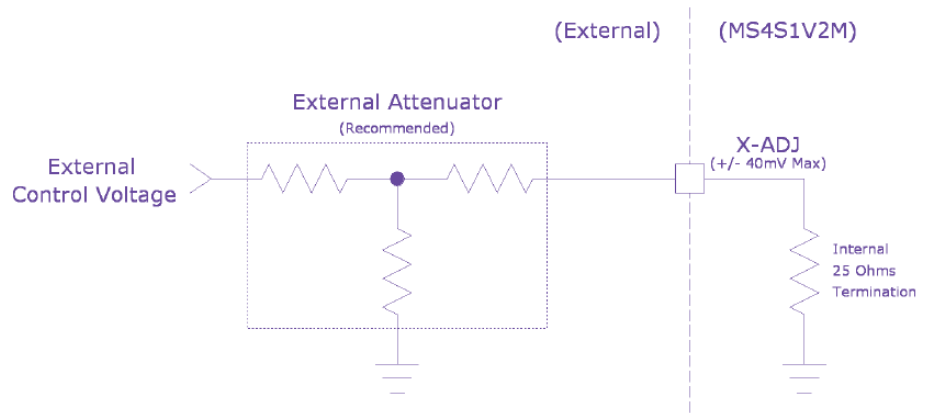 (External)
(MS4S1V2M)
External Attenuator
(Recommended)
External
Control Voltage
X-ADJ
(+/- 40mV Max)
Internal
25 Ohms
Termination